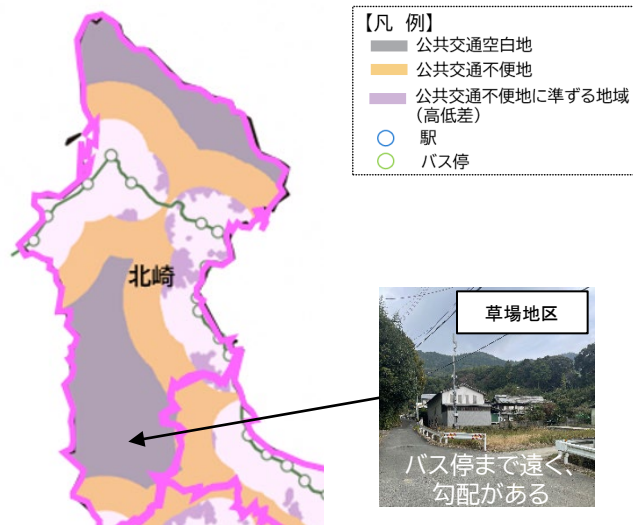 【凡 例】
公共交通空白地
公共交通不便地
公共交通不便地に準ずる地域
(高低差)
駅
バス停
北崎
草場地区
バス停まで遠く、
勾配がある